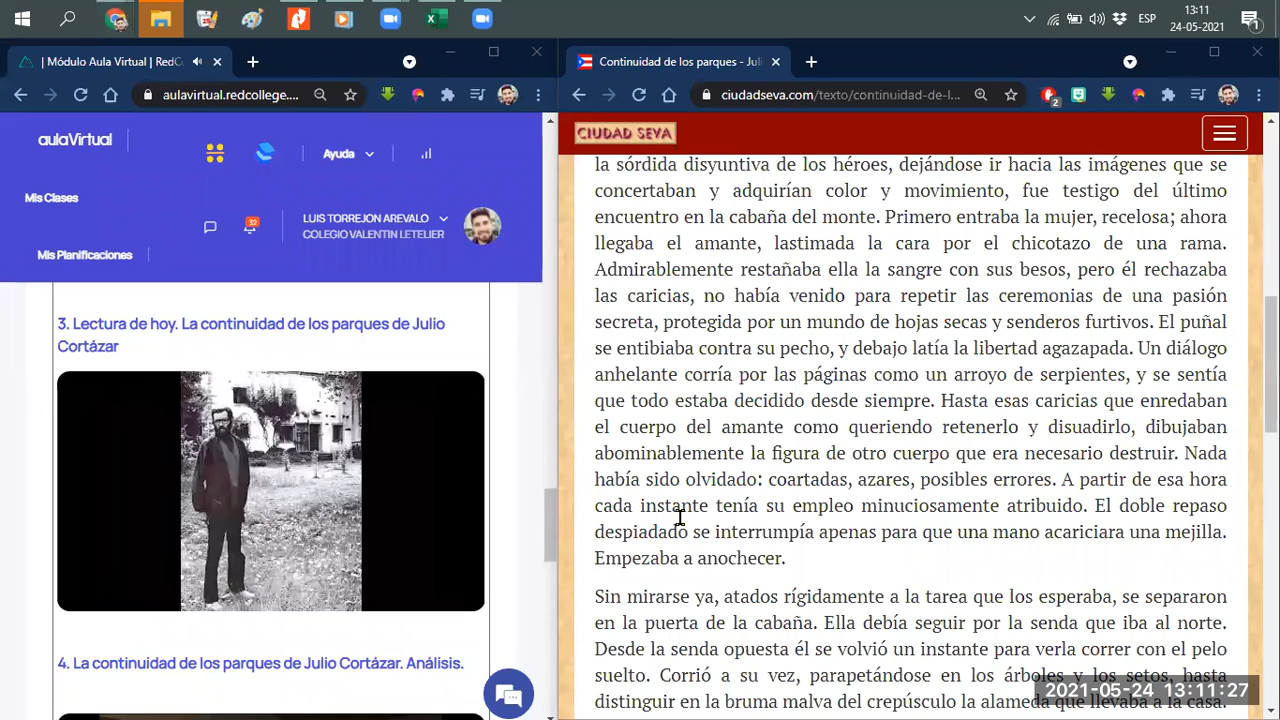 13:11
ESP
24-05-2021
| Módulo Aula Virtual | RedCo
aulavirtual.redcollege....
aulaVirtual
Ayuda
Mis Clases
32
LUIS TORREJON AREVALO
COLEGIO VALENTIN LETELIER
Mis Planificaciones
3. Lectura de hoy. La continuidad de los parques de Julio
Cortázar
4. La continuidad de los parques de Julio Cortázar. Análisis.
Continuidad de los parques - Juli
ciudadseva.com/texto/continuidad-de-l...
2
CIUDAD SEVA
la sórdida disyuntiva de los héroes, dejándose ir hacia las imágenes que se
concertaban y adquirían color y movimiento, fue testigo del último
encuentro en la cabaña del monte. Primero entraba la mujer, recelosa; ahora
llegaba el amante, lastimada la cara por el chicotazo de una rama.
Admirablemente restañaba ella la sangre con sus besos, pero él rechazaba
las caricias, no había venido para repetir las ceremonias de una pasión
secreta, protegida por un mundo de hojas secas y senderos furtivos. El puñal
se entibiaba contra su pecho, y debajo latía la libertad agazapada. Un diálogo
anhelante corría por las páginas como un arroyo de serpientes, y se sentía
que todo estaba decidido desde siempre. Hasta esas caricias que enredaban
el cuerpo del amante como queriendo retenerlo y disuadirlo, dibujaban
abominablemente la figura de otro cuerpo que era necesario destruir. Nada
había sido olvidado: coartadas, azares, posibles errores. A partir de esa hora
cada instante tenía su empleo minuciosamente atribuido. El doble repaso
despiadado se interrumpía apenas para que una mano acariciara una mejilla.
Empezaba a anochecer.
Sin mirarse ya, atados rígidamente a la tarea que los esperaba, se separaron
en la puerta de la cabaña. Ella debía seguir por la senda que iba al norte.
Desde la senda opuesta él se volvió un instante para verla correr con el pelo
suelto. Corrió a su vez, parapetándose en los árboles y los setos, hasta
distinguir en la bruma malva del crepúsculo la alameda que llevaba a la casa.
2021-05-24 13:11:27